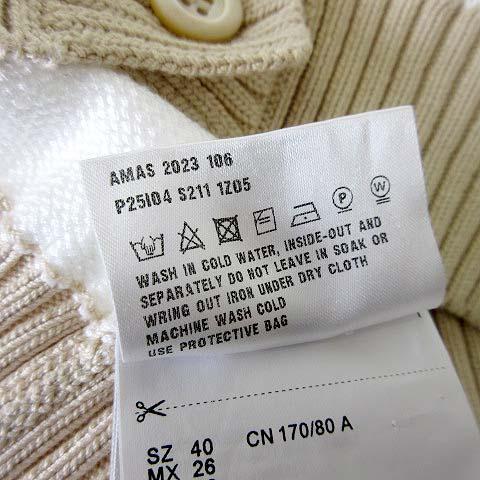 AMAS 2023 106
P25I04 S211 1Z05
P W
WASH IN COLD WATER, INSIDE-OUT AND
SEPARATELY DO NOT LEAVE IN SOAK OR
WRING OUT IRON UNDER DRY CLOTH
MACHINE WASH COLD
USE PROTECTIVE BAG
SZ 40 CN 170/80 A
MX 26